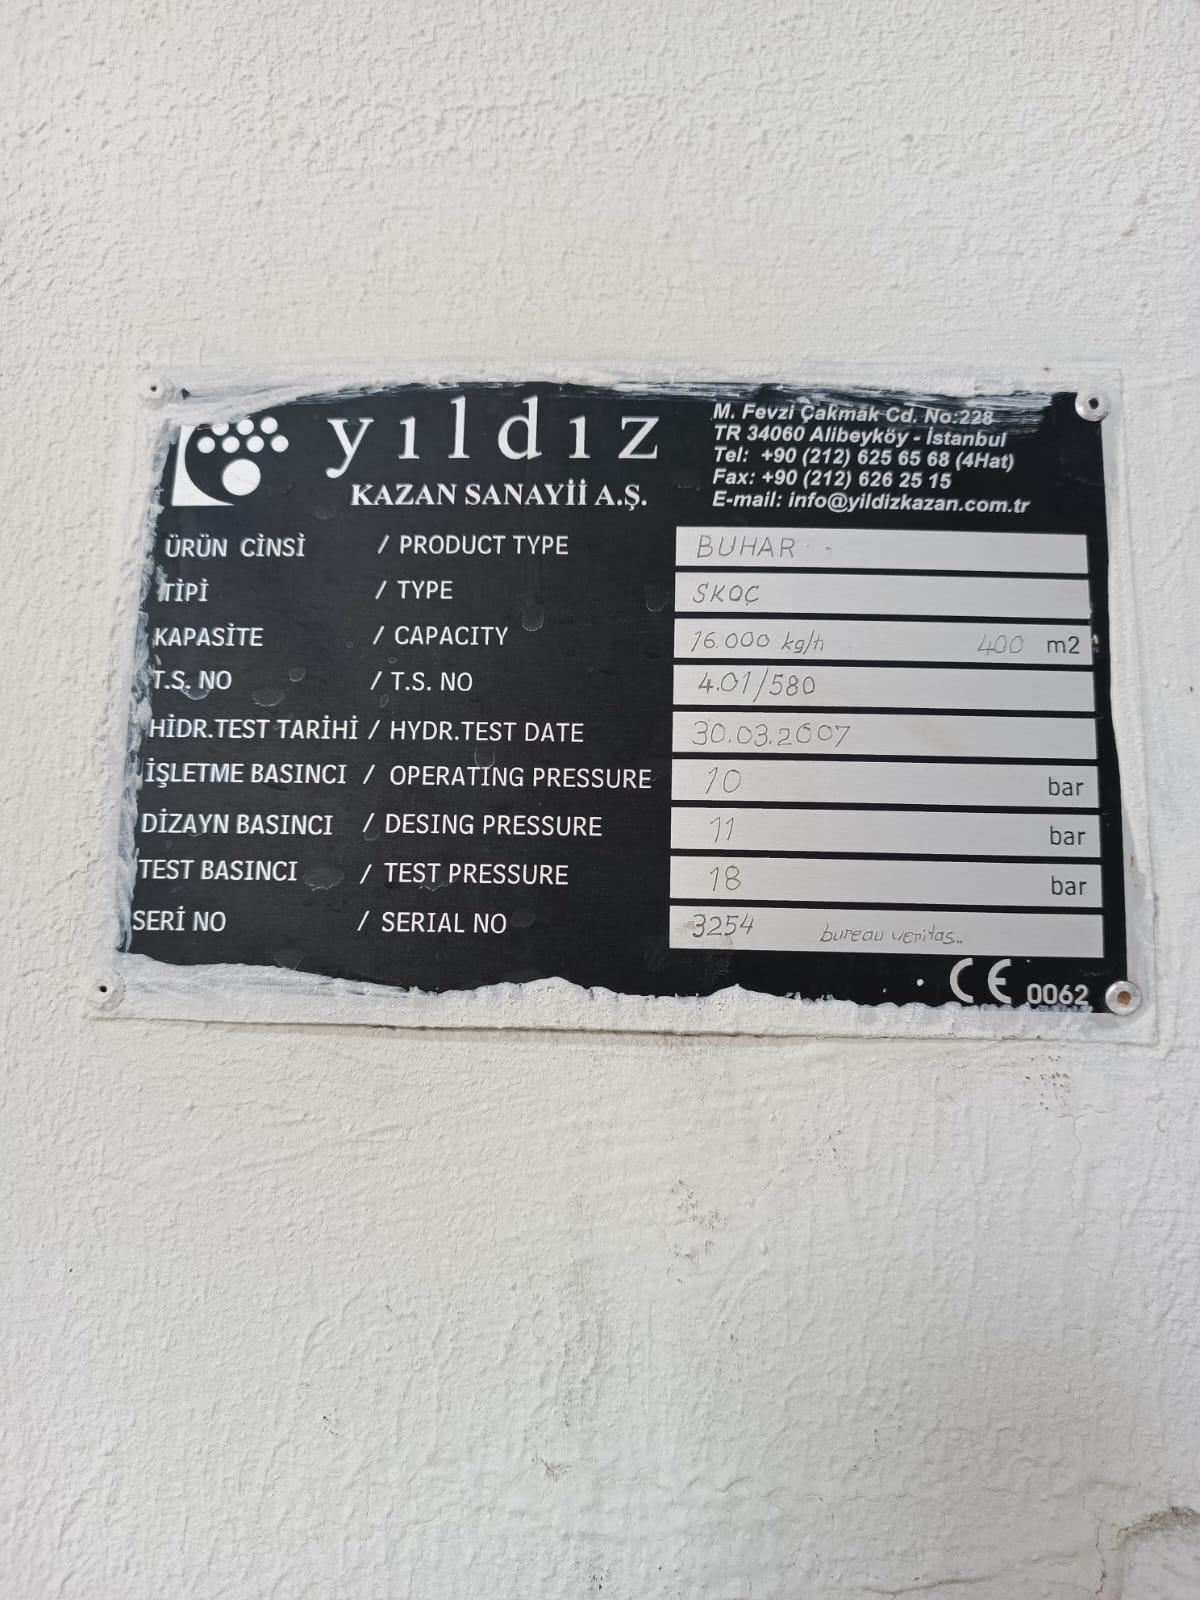 yıldız
KAZAN SANAYİİ A.Ş.
M. Fevzi Çakmak Cd. No:228
TR 34060 Alibeyköy - İstanbul
Tel: +90 (212) 625 65 68 (4Hat)
Fax: +90 (212) 626 25 15
E-mail: info@yildizkazan.com.tr
ÜRÜN CİNSİ / PRODUCT TYPE BUHAR -
TİPİ / TYPE SKOÇ
KAPASİTE / CAPACITY 16.000 kg/h 400 m2
T.S. NO / T.S. NO 4.01/580
HİDR.TEST TARİHİ / HYDR.TEST DATE 30.03.2007
İŞLETME BASINCI / OPERATING PRESSURE 10 bar
DİZAYN BASINCI / DESING PRESSURE 11 bar
TEST BASINCI / TEST PRESSURE 18 bar
SERİ NO / SERIAL NO 3254 bureau veritas..
CE 0062